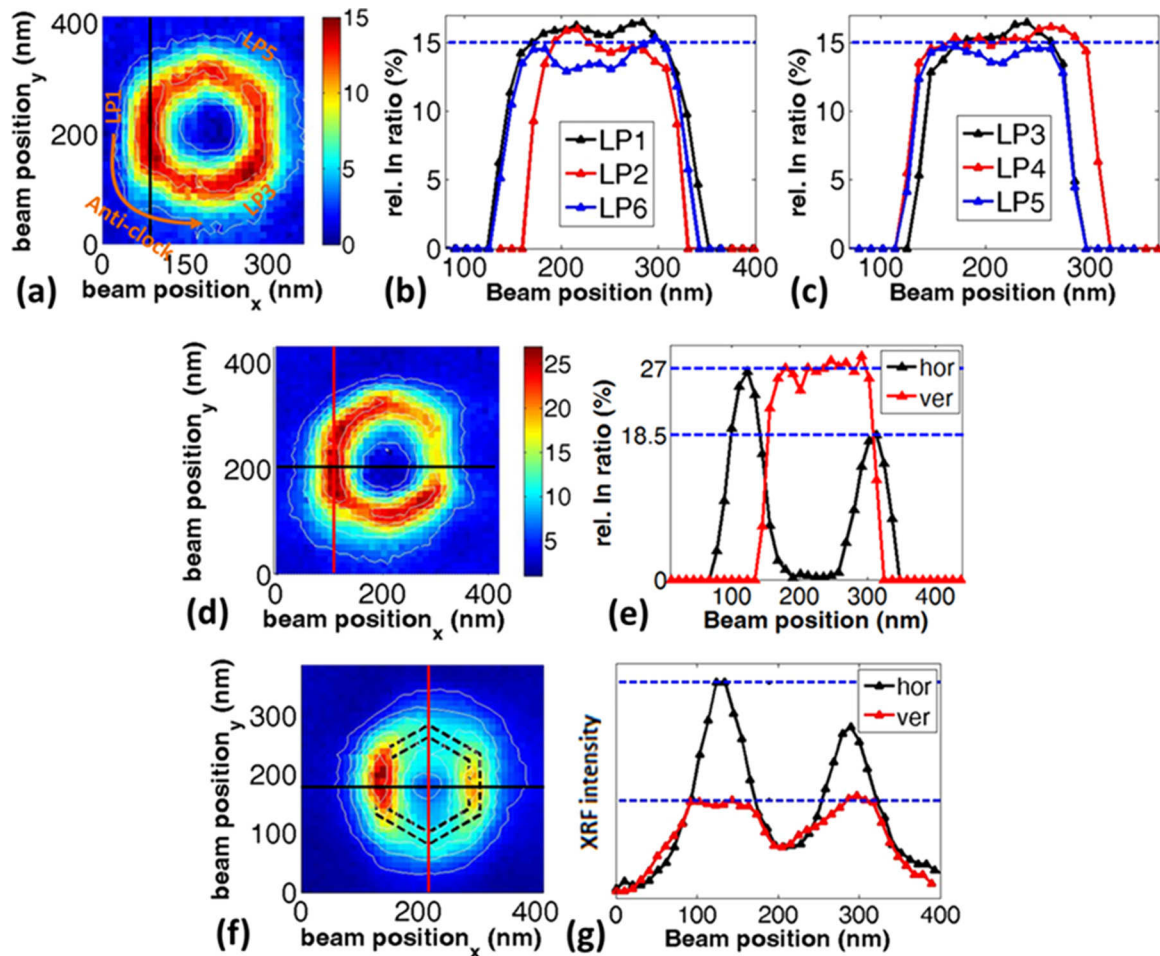 400
300
200
100
0
beam position_y (nm)
0
150
300
beam position_x (nm)
LP1
LP5
LP3
Anti-clock
15
10
5
0
(a)
rel. In ratio (%)
15
10
5
0
LP1
LP2
LP6
100
200
300
400
Beam position (nm)
(b)
rel. In ratio (%)
15
10
5
0
LP3
LP4
LP5
100
200
300
Beam position (nm)
(c)
beam position_y (nm)
400
200
0
0
200
400
beam position_x (nm)
25
20
15
10
5
(d)
rel. In ratio (%)
27
18.5
0
hor
ver
100
200
300
400
Beam position (nm)
(e)
beam position_y (nm)
300
200
100
0
0
200
400
beam position_x (nm)
(f)
XRF intensity
hor
ver
0
100
200
300
400
Beam position (nm)
(g)